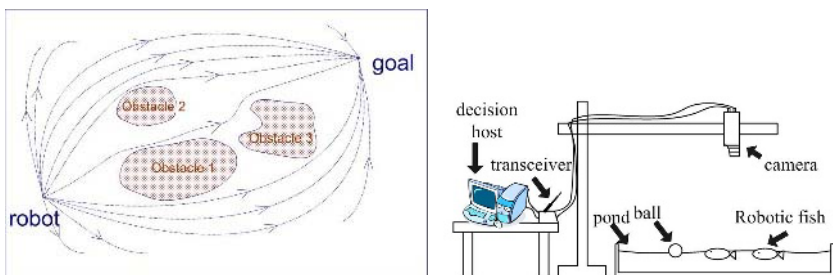 goal
Obstacle 2
Obstacle 3
Obstacle 1
robot
decision
host
transceiver
camera
pond ball Robotic fish